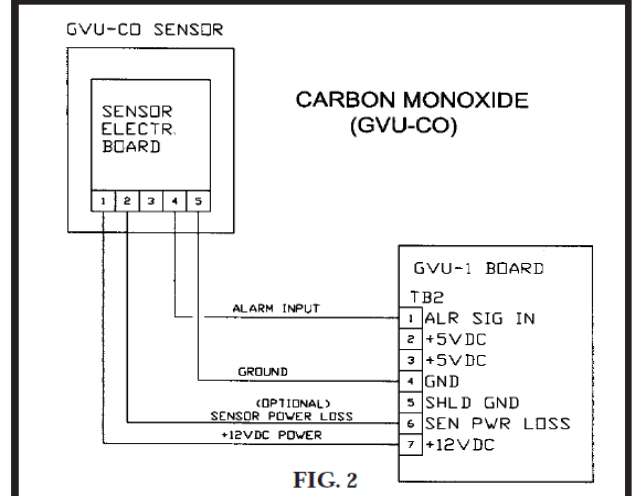 GVU-CO SENSOR
CARBON MONOXIDE
(GVU-CO)
SENSOR
ELECTR.
BOARD
1 2 3 4 5
GVU-1 BOARD
TB2
ALARM INPUT
1 ALR SIG IN
2 +5VDC
3 +5VDC
GROUND
4 GND
5 SHLD GND
(OPTIONAL)
SENSOR POWER LOSS
6 SEN PWR LOSS
+12VDC POWER
7 +12VDC
FIG. 2